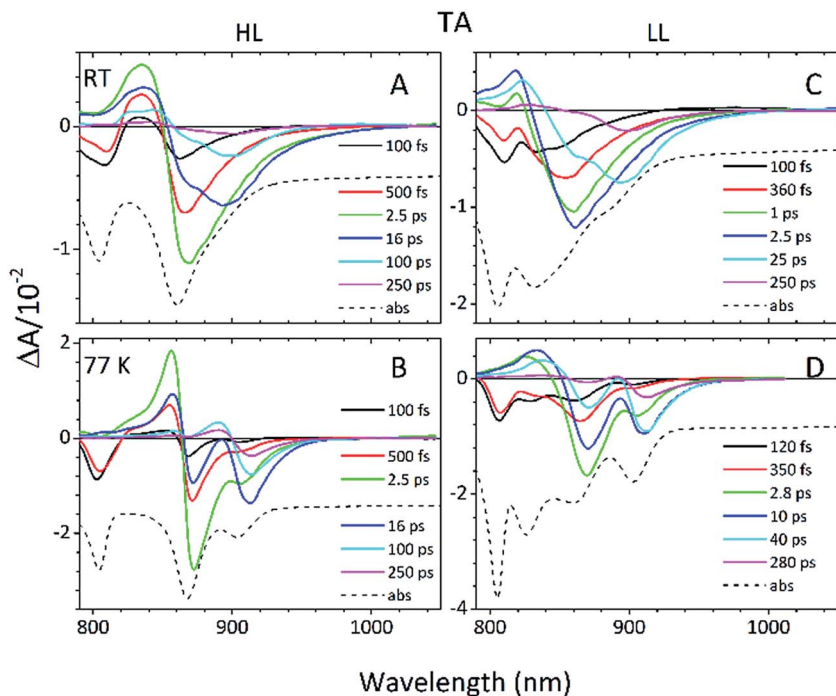 TA
HL
LL
RT
A
0
-1
100 fs
500 fs
2.5 ps
16 ps
100 ps
250 ps
abs
C
0
-1
-2
100 fs
360 fs
1 ps
2.5 ps
25 ps
250 ps
abs
ΔA/10⁻²
77 K
B
2
0
-2
100 fs
500 fs
2.5 ps
16 ps
100 ps
250 ps
abs
800 900 1000
D
0
-2
-4
120 fs
350 fs
2.8 ps
10 ps
40 ps
280 ps
abs
800 900 1000
Wavelength (nm)